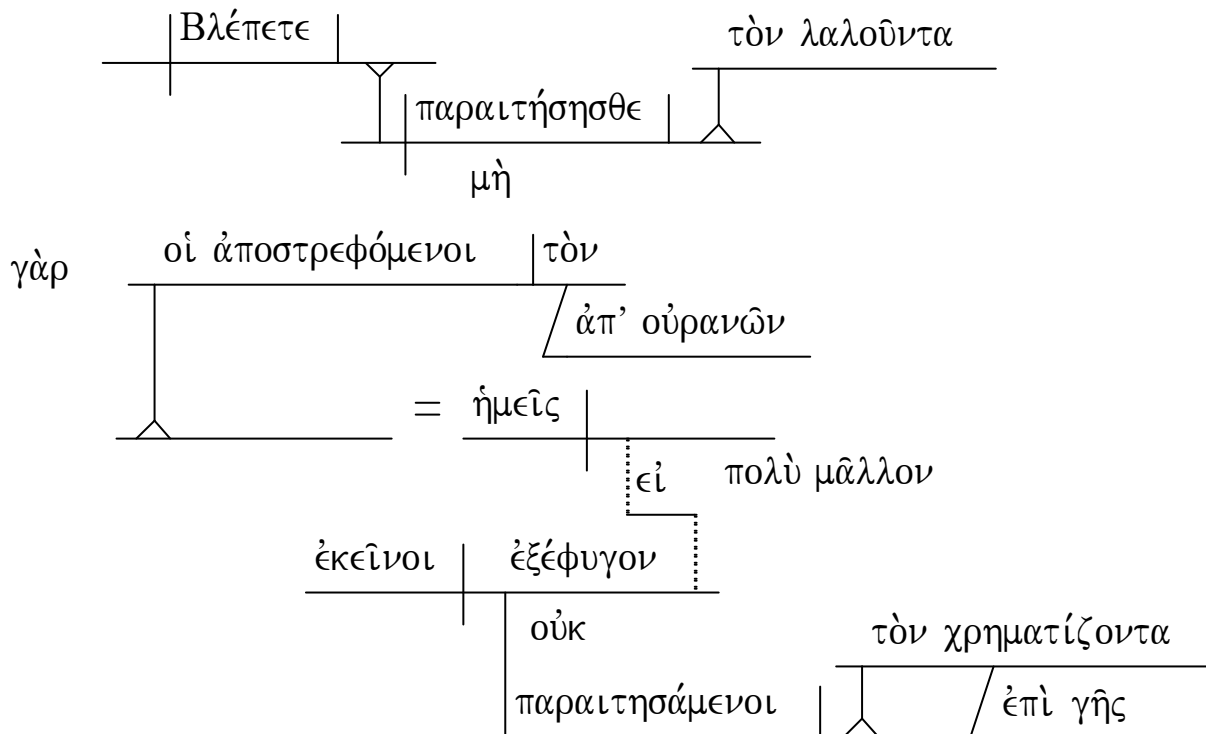 Βλέπετε τὸν λαλοῦντα
παραιτήσησθε
μὴ
γὰρ οἱ ἀποστρεφόμενοι τὸν
ἀπ’ οὐρανῶν
= ἡμεῖς
εἰ πολὺ μᾶλλον
ἐκεῖνοι ἐξέφυγον
οὐκ τὸν χρηματίζοντα
παραιτησάμενοι ἐπὶ γῆς